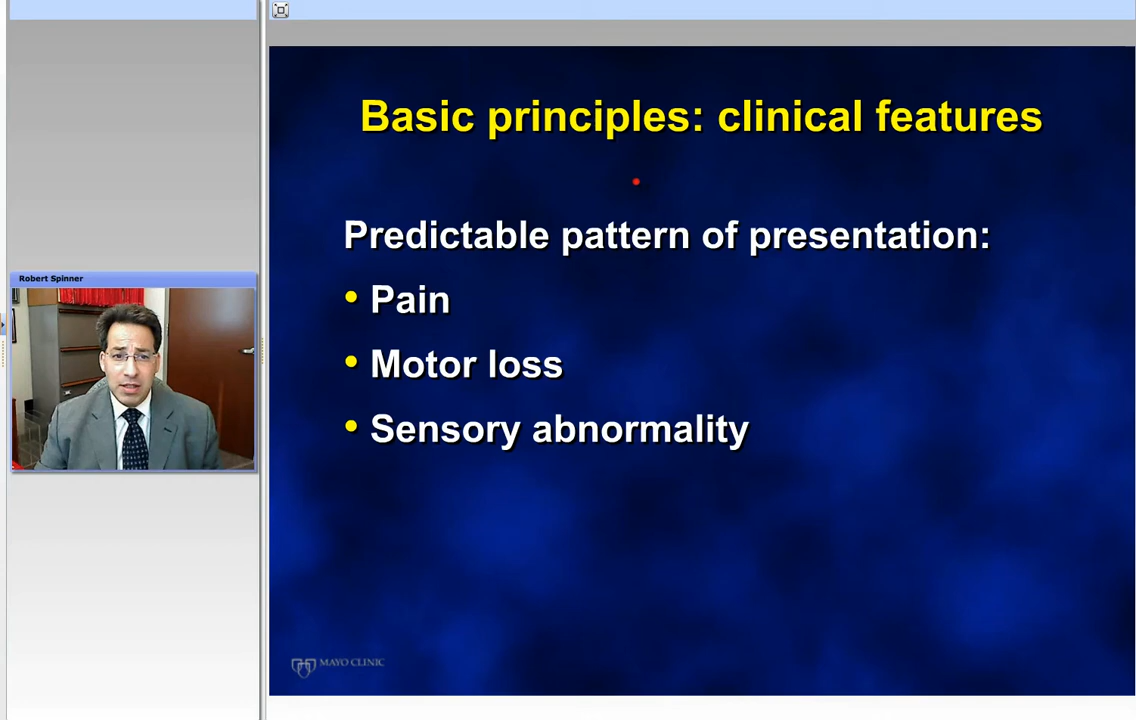 Basic principles: clinical features
Predictable pattern of presentation:
• Pain
• Motor loss
• Sensory abnormality
Robert Spinner
MAYO CLINIC